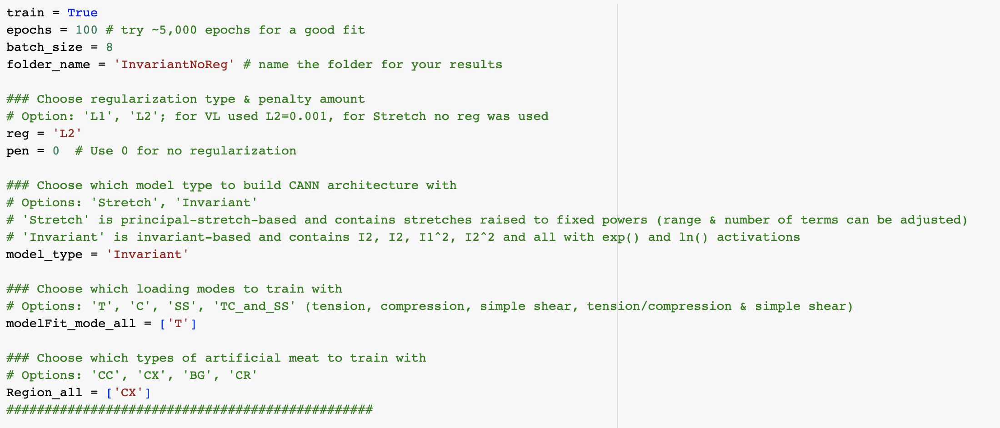 train = True
epochs = 100 # try ~5,000 epochs for a good fit
batch_size = 8
folder_name = 'InvariantNoReg' # name the folder for your results
### Choose regularization type & penalty amount
# Option: 'L1', 'L2'; for VL used L2=0.001, for Stretch no reg was used
reg = 'L2'
pen = 0  # Use 0 for no regularization
### Choose which model type to build CANN architecture with
# Options: 'Stretch', 'Invariant'
# 'Stretch' is principal-stretch-based and contains stretches raised to fixed powers (range & number of terms can be adjusted)
# 'Invariant' is invariant-based and contains I2, I2, I1^2, I2^2 and all with exp() and ln() activations
model_type = 'Invariant'
### Choose which loading modes to train with
# Options: 'T', 'C', 'SS', 'TC_and_SS' (tension, compression, simple shear, tension/compression & simple shear)
modelFit_mode_all = ['T']
### Choose which types of artificial meat to train with
# Options: 'CC', 'CX', 'BG', 'CR'
Region_all = ['CX']
################################################